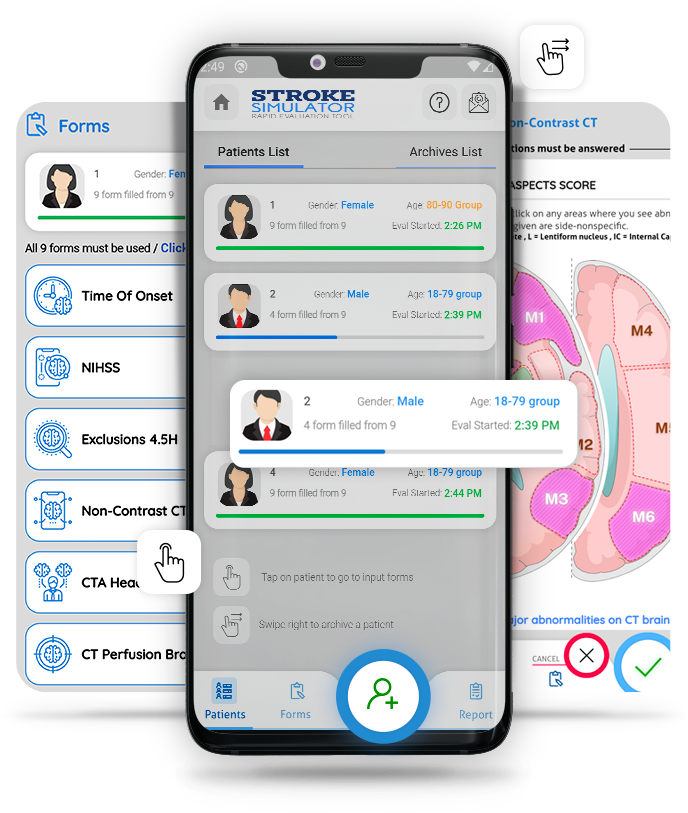 2:49
STROKE
SIMULATOR
RAPID EVALUATION TOOL
Patients List
Archives List
1 Gender: Female Age: 80-90 Group
9 form filled from 9 Eval Started: 2:26 PM
2 Gender: Male Age: 18-79 group
4 form filled from 9 Eval Started: 2:39 PM
2 Gender: Male Age: 18-79 group
4 form filled from 9 Eval Started: 2:39 PM
4 Gender: Female Age: 18-79 group
9 form filled from 9 Eval Started: 2:44 PM
Tap on patient to go to input forms
Swipe right to archive a patient
Patients
Forms
Report
Forms
1 Gender: Fen
9 form filled from 9
All 9 forms must be used / Click
Time Of Onset
NIHSS
Exclusions 4.5H
Non-Contrast CT
CTA Head
CT Perfusion Bra
on-Contrast CT
tions must be answered
ASPECTS SCORE
lick on any areas where you see abn
given are side-nonspecific.
te , L = Lentiform nucleus , IC = Internal Ca
M1
M4
M2
M3
M6
jor abnormalities on CT brain
CANCEL